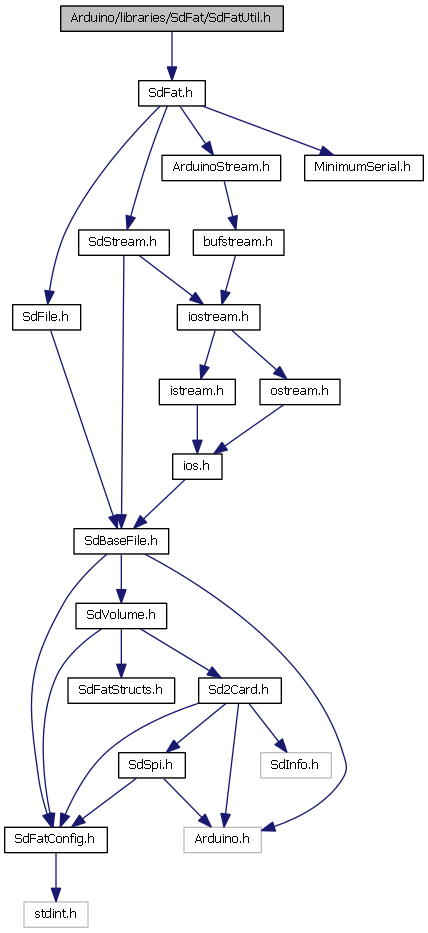 Arduino/libraries/SdFat/SdFatUtil.h
SdFat.h
ArduinoStream.h
MinimumSerial.h
SdStream.h
bufstream.h
SdFile.h
iostream.h
istream.h
ostream.h
ios.h
SdBaseFile.h
SdVolume.h
SdFatStructs.h
Sd2Card.h
SdSpi.h
SdInfo.h
SdFatConfig.h
Arduino.h
stdint.h